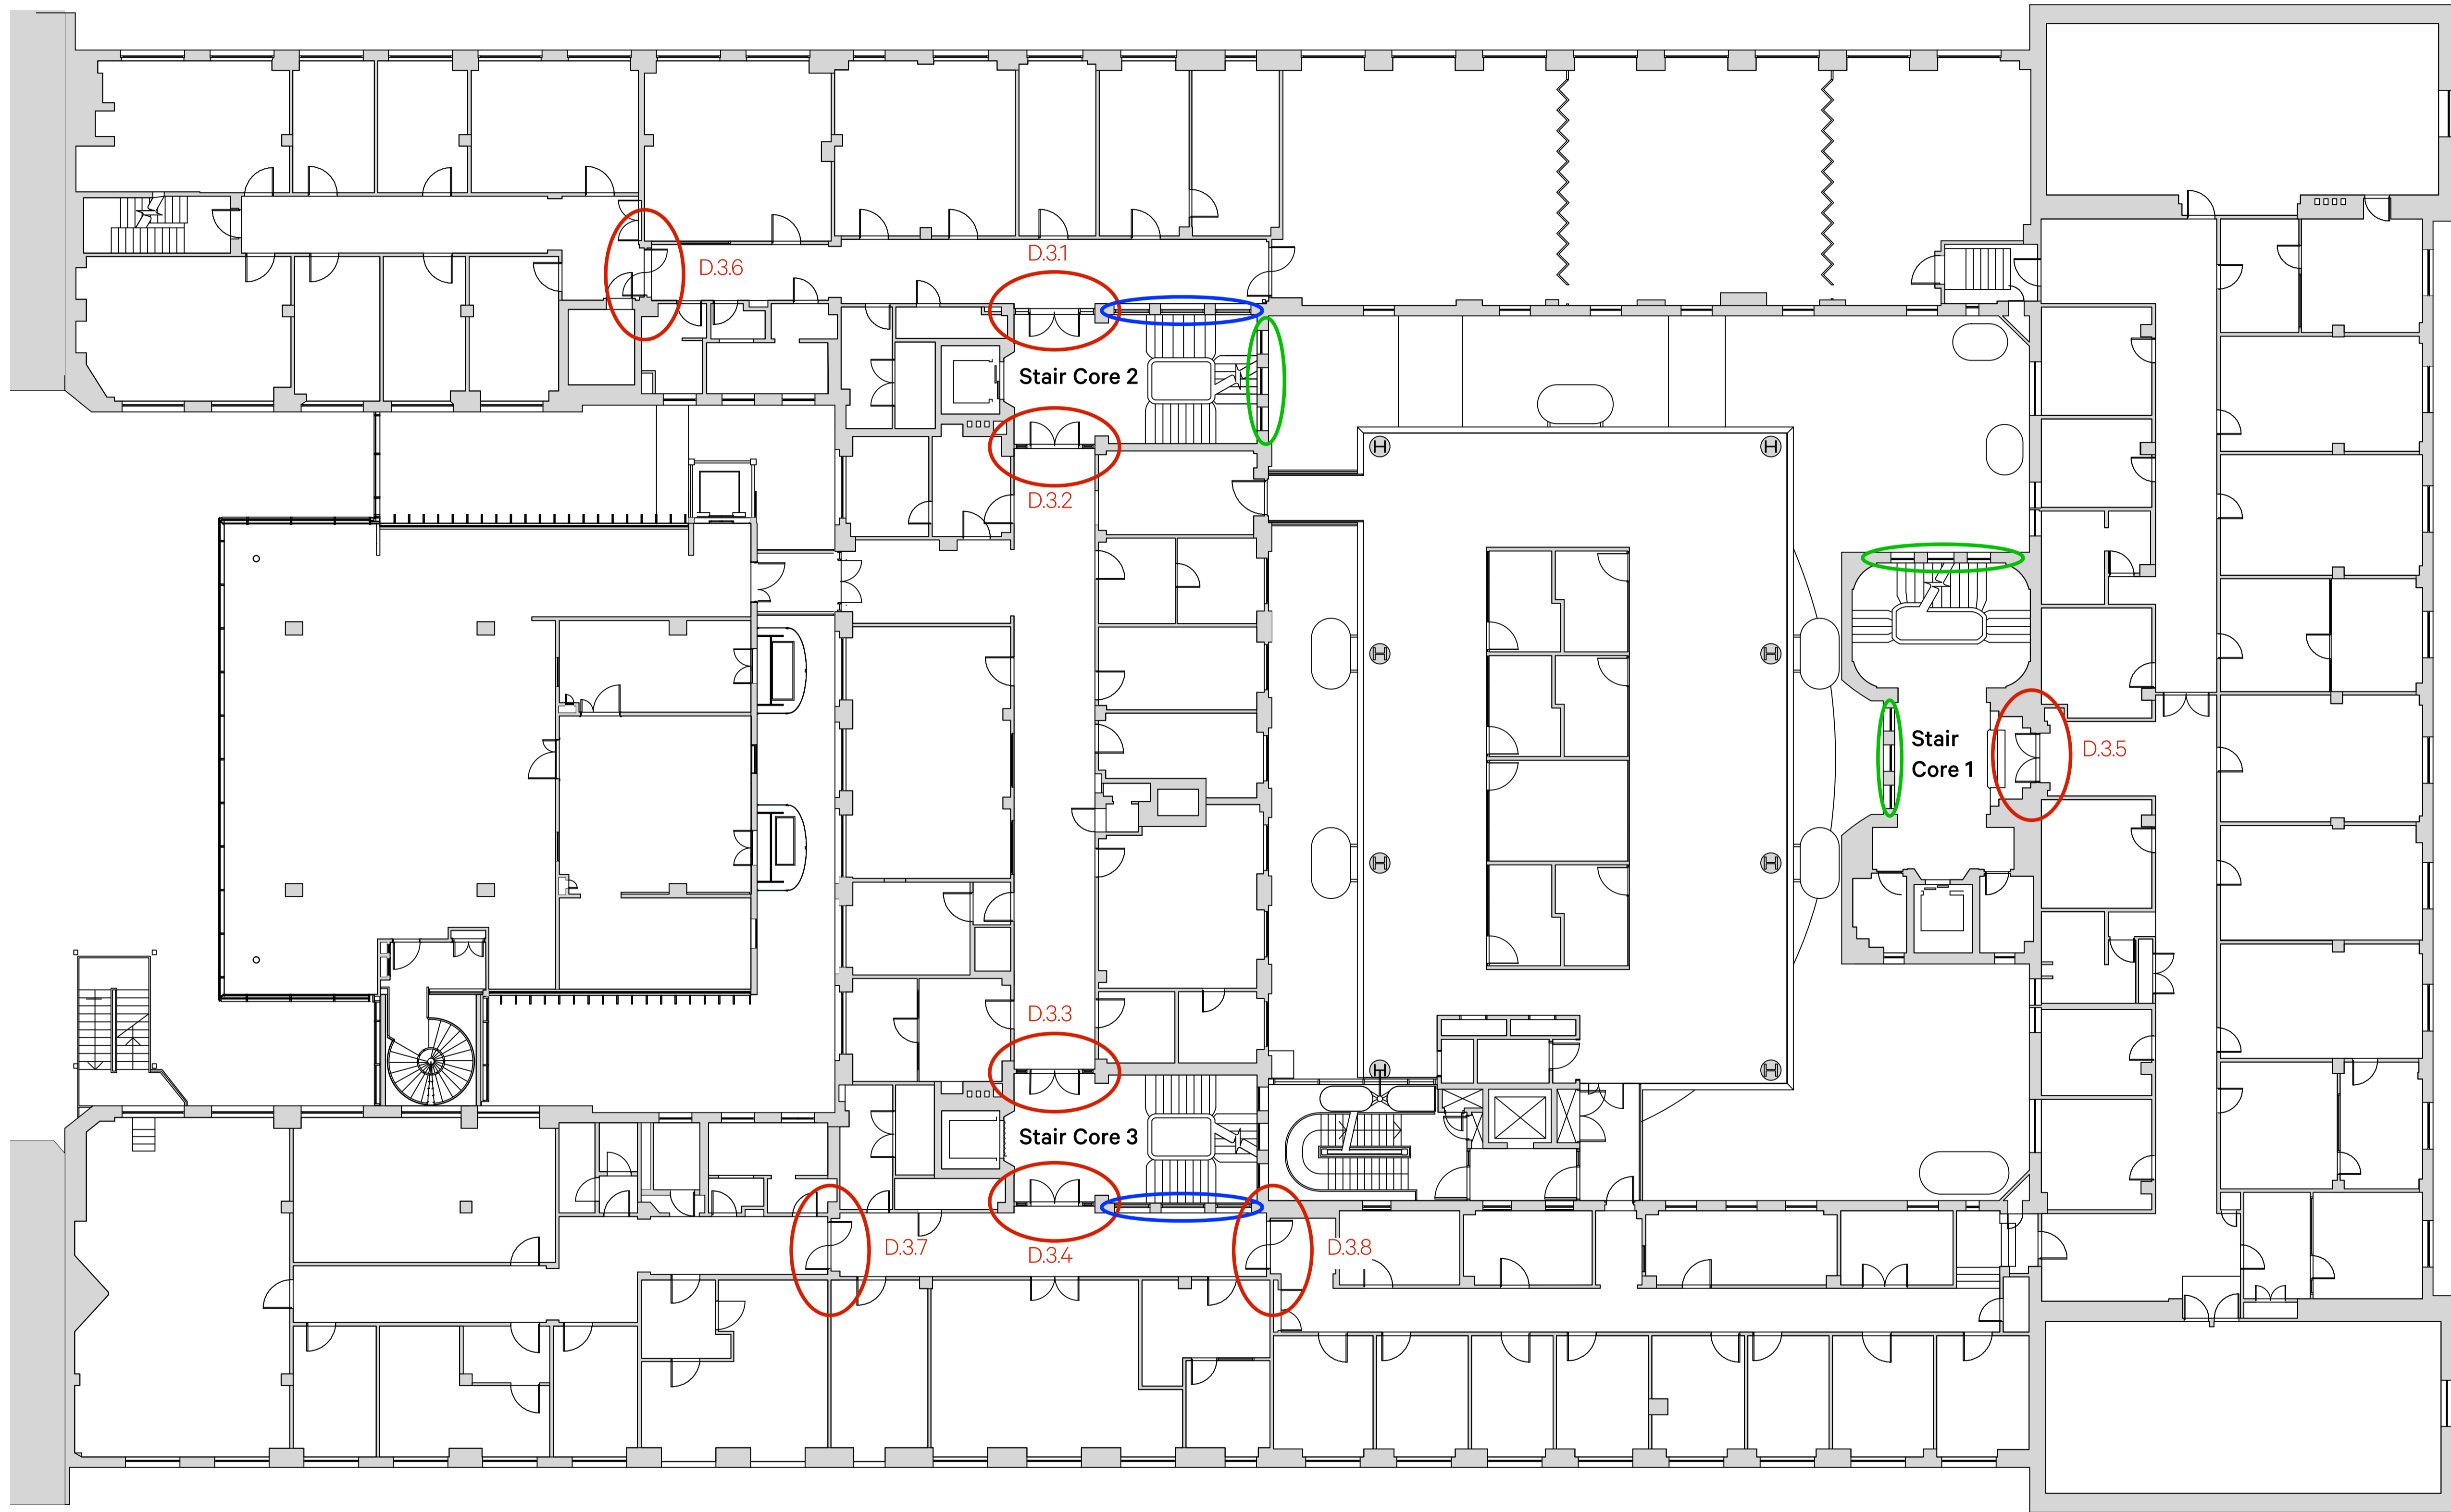 D.3.1
D.3.6
Stair Core 2
D.3.2
Stair
Core 1
D.3.5
D.3.3
Stair Core 3
D.3.7
D.3.4
D.3.8